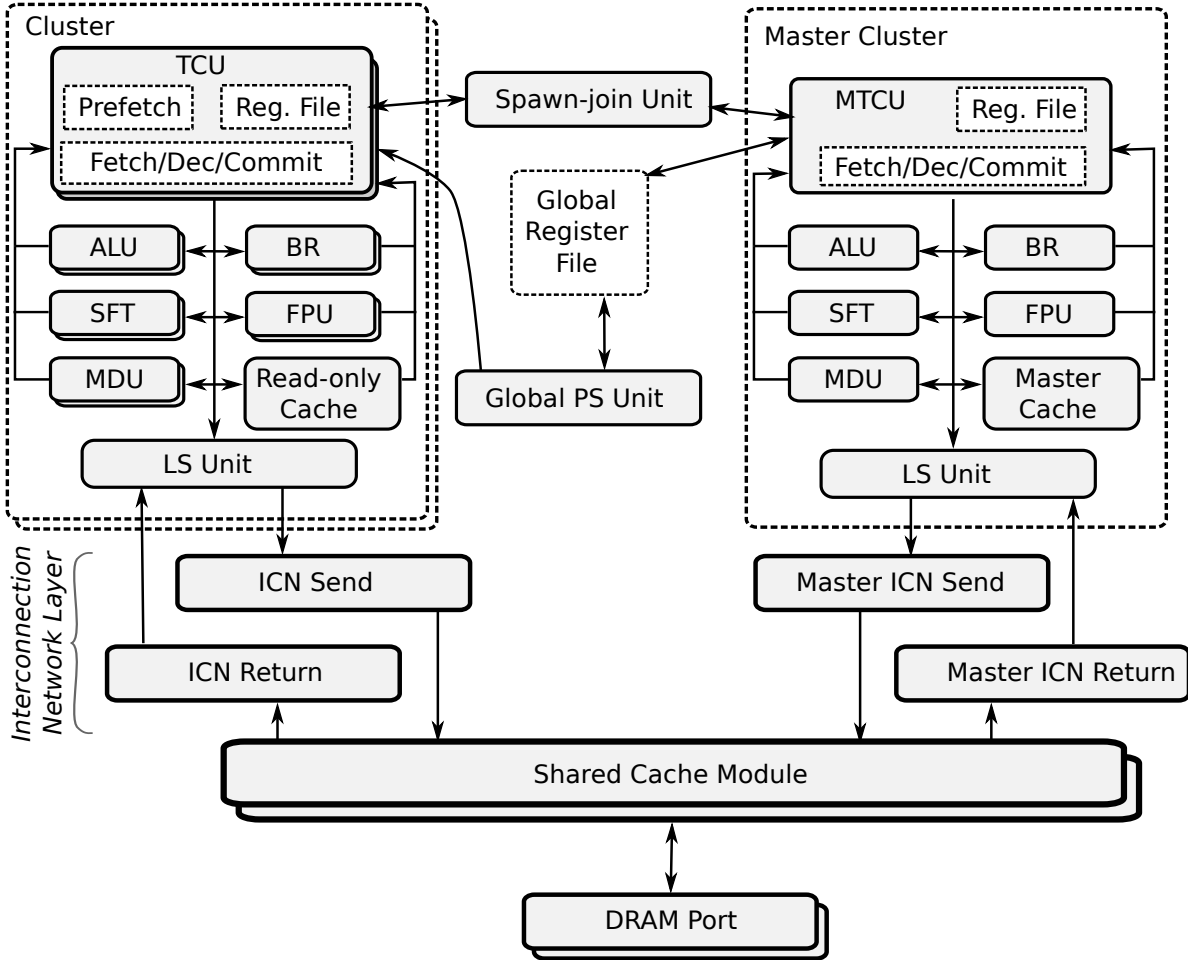 Cluster
TCU
Prefetch
Reg. File
Fetch/Dec/Commit
ALU
BR
SFT
FPU
MDU
Read-only
Cache
LS Unit
Spawn-join Unit
Global
Register
File
Global PS Unit
Master Cluster
MTCU
Reg. File
Fetch/Dec/Commit
ALU
BR
SFT
FPU
MDU
Master
Cache
LS Unit
Interconnection
Network Layer
ICN Send
ICN Return
Master ICN Send
Master ICN Return
Shared Cache Module
DRAM Port